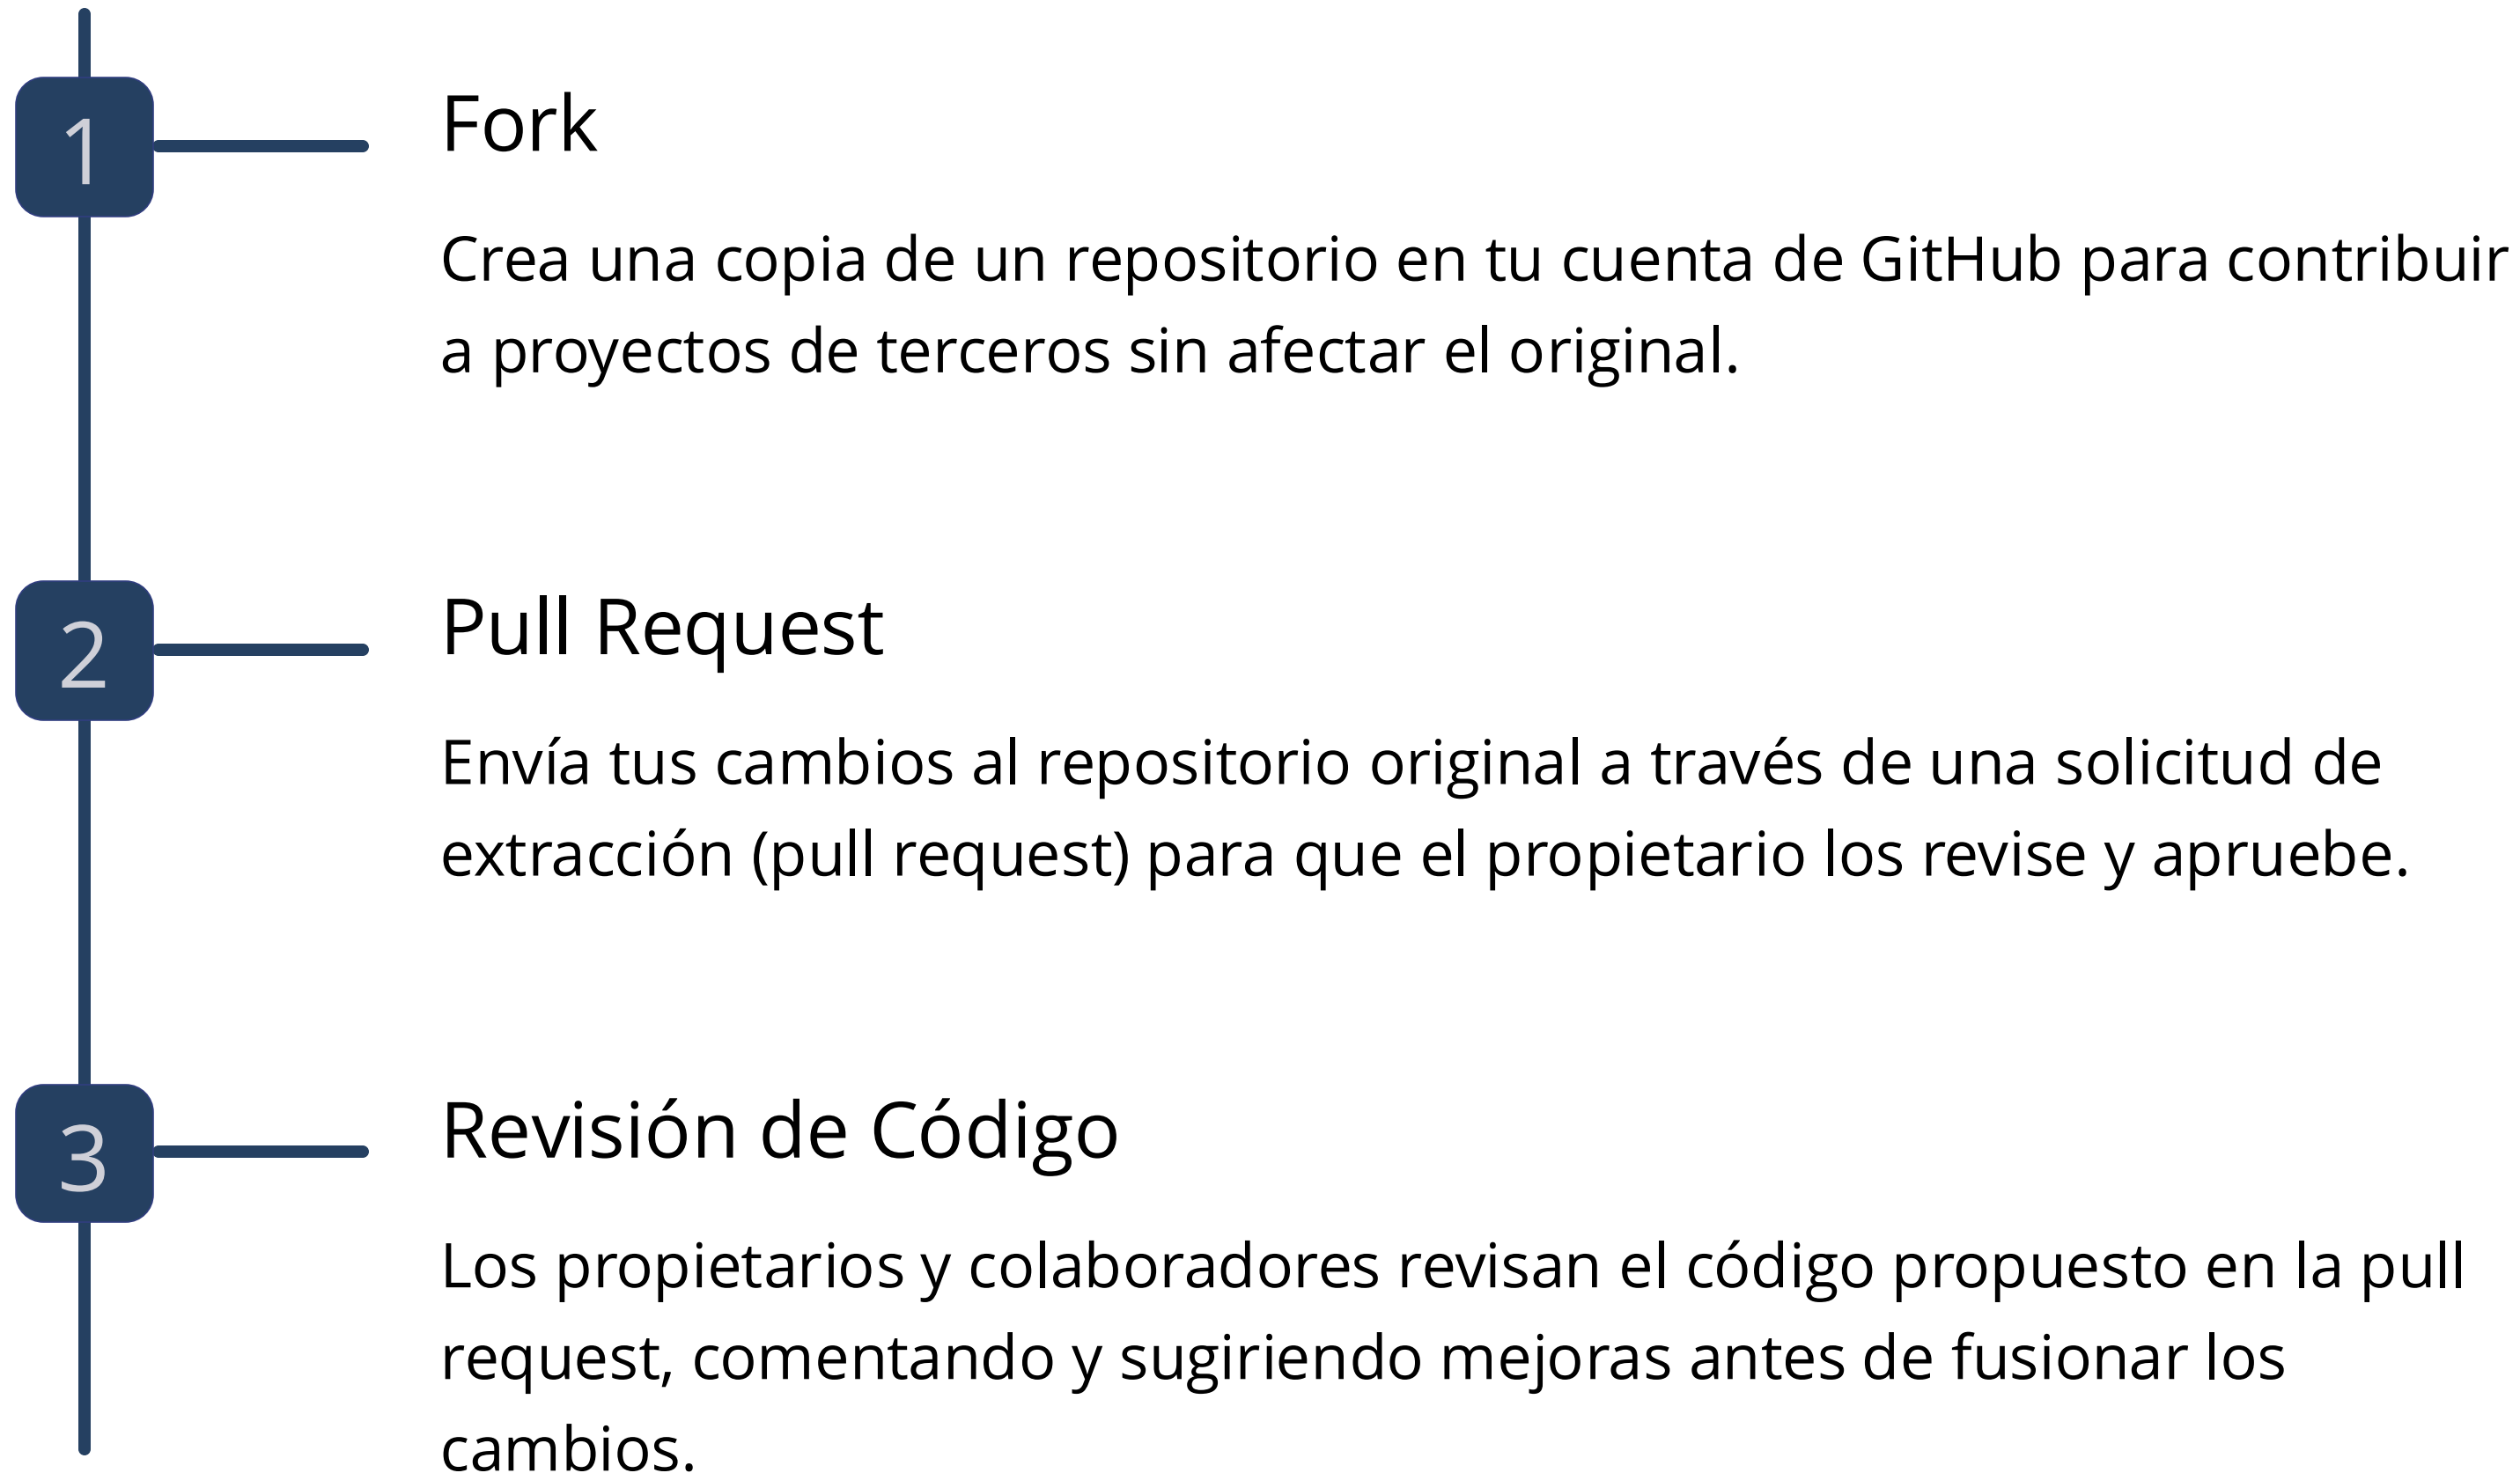 1
Fork
Crea una copia de un repositorio en tu cuenta de GitHub para contribuir
a proyectos de terceros sin afectar el original.
2
Pull Request
Envía tus cambios al repositorio original a través de una solicitud de
extracción (pull request) para que el propietario los revise y apruebe.
3
Revisión de Código
Los propietarios y colaboradores revisan el código propuesto en la pull
request, comentando y sugiriendo mejoras antes de fusionar los
cambios.